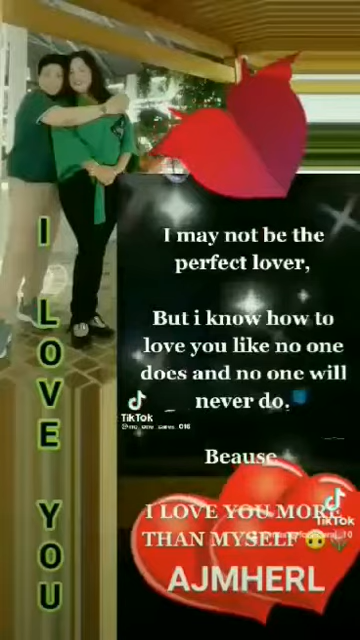 I may not be the
perfect lover,
But i know how to
love you like no one
does and no one will
never do.
TikTok
Beause
I LOVE YOU MORE
THAN MYSELF
TikTok
AJMHERL
I LOVE YOU